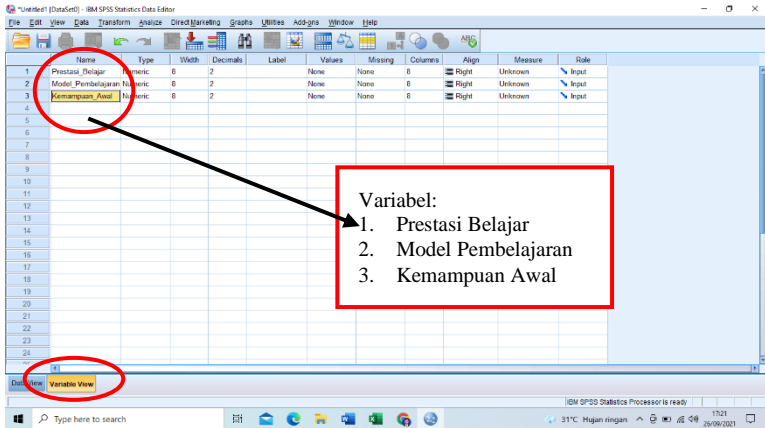 *Untitled1 [DataSet0] - IBM SPSS Statistics Data Editor
File Edit View Data Transform Analyze Direct Marketing Graphs Utilities Add-ons Window Help
Name Type Width Decimals Label Values Missing Columns Align Measure Role
1 Prestasi_Belajar Numeric 8 2 None None 8 Right Unknown Input
2 Model_Pembelajaran Numeric 8 2 None None 8 Right Unknown Input
3 Kemampuan_Awal Numeric 8 2 None None 8 Right Unknown Input
4
5
6
7
8
9
10
11
12
13
14
15
16
17
18
19
20
21
22
23
24
Variabel:
1. Prestasi Belajar
2. Model Pembelajaran
3. Kemampuan Awal
Data View Variable View
IBM SPSS Statistics Processor is ready
Type here to search
31°C Hujan ringan
17:21
26/09/2021